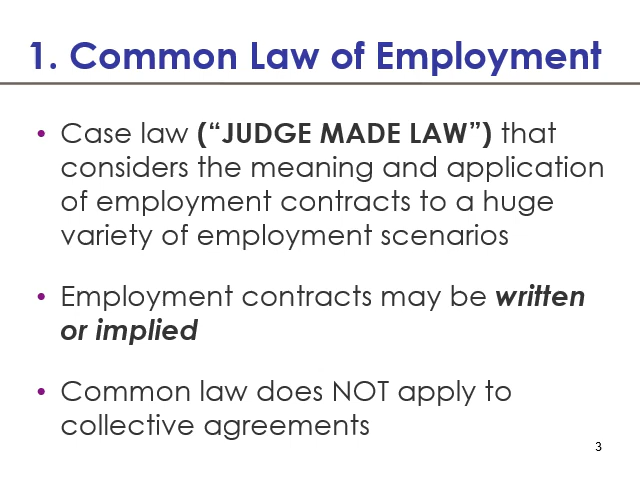 1. Common Law of Employment
• Case law (“JUDGE MADE LAW”) that
considers the meaning and application
of employment contracts to a huge
variety of employment scenarios
• Employment contracts may be written
or implied
• Common law does NOT apply to
collective agreements
3